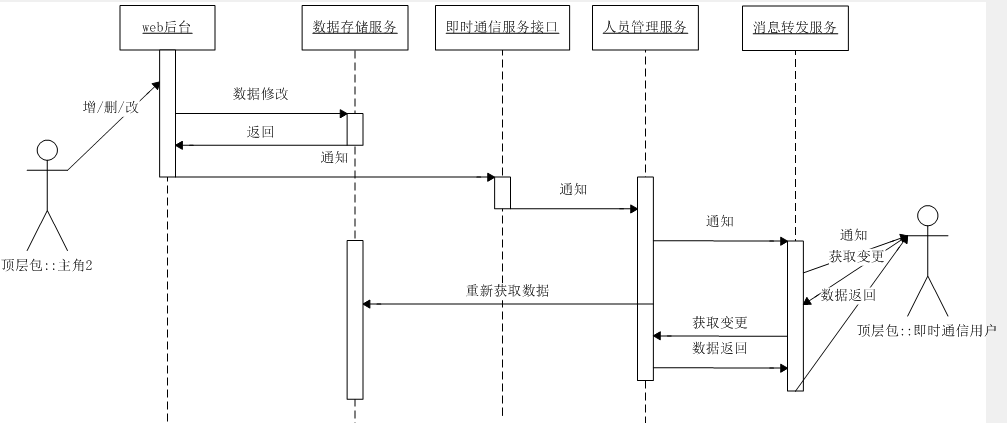 web后台
数据存储服务
即时通信服务接口
人员管理服务
消息转发服务
数据修改
增/删/改
返回
通知
通知
通知
通知
获取变更
顶层包::主角2
重新获取数据
数据返回
获取变更
顶层包::即时通信用户
数据返回